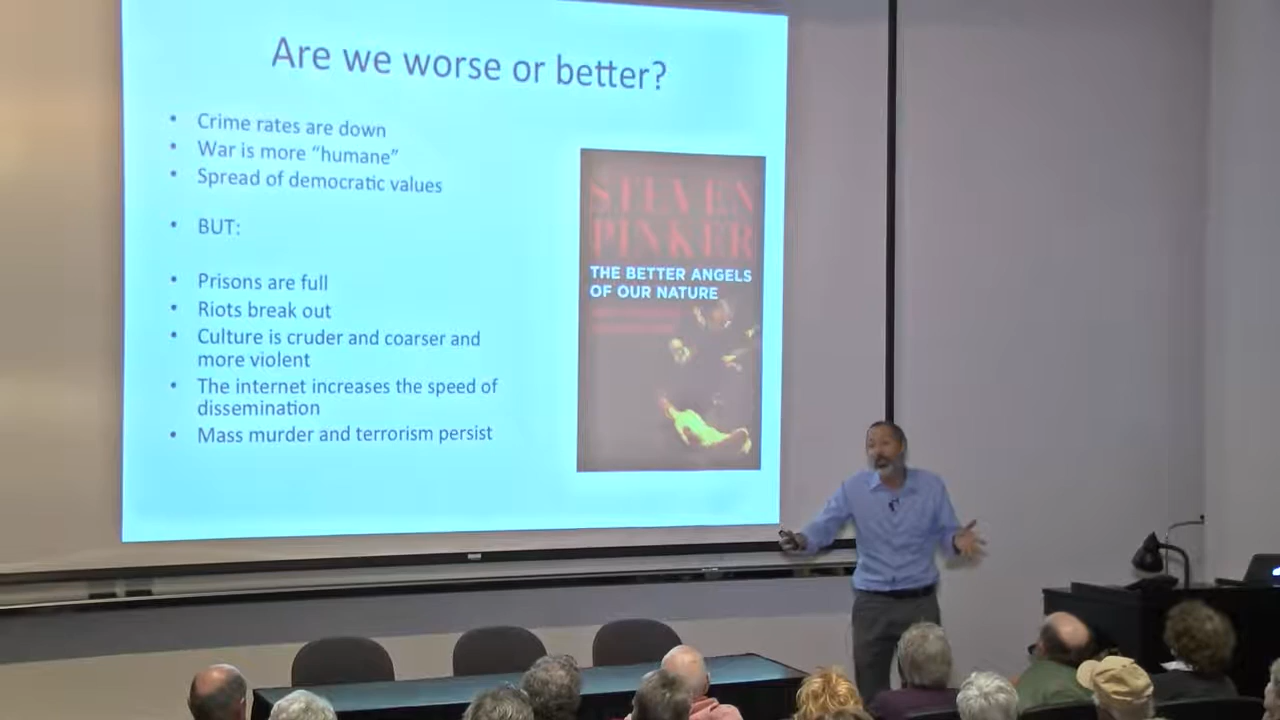 Are we worse or better?
• Crime rates are down
• War is more “humane”
• Spread of democratic values
• BUT:
• Prisons are full
• Riots break out
• Culture is cruder and coarser and
more violent
• The internet increases the speed of
dissemination
• Mass murder and terrorism persist
STEVEN
PINKER
THE BETTER ANGELS
OF OUR NATURE